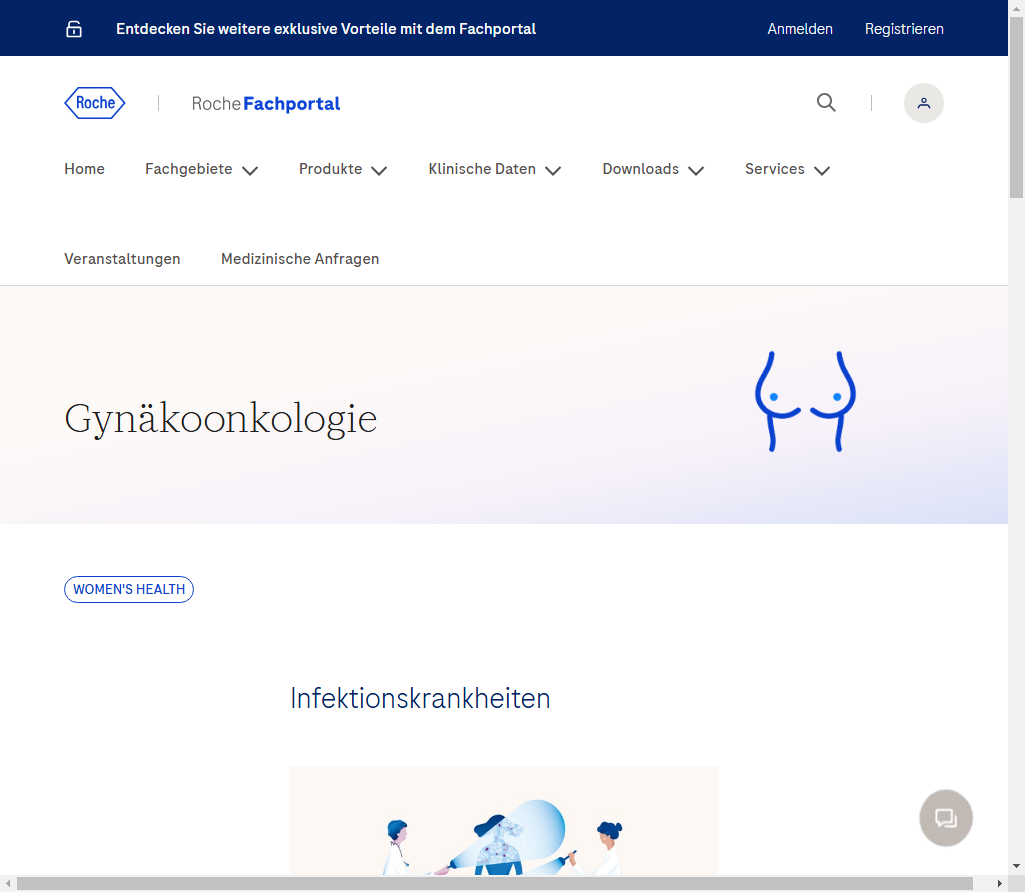 Entdecken Sie weitere exklusive Vorteile mit dem Fachportal Anmelden Registrieren
Roche Roche Fachportal
Home Fachgebiete Produkte Klinische Daten Downloads Services
Veranstaltungen Medizinische Anfragen
Gynäkoonkologie
WOMEN'S HEALTH
Infektionskrankheiten